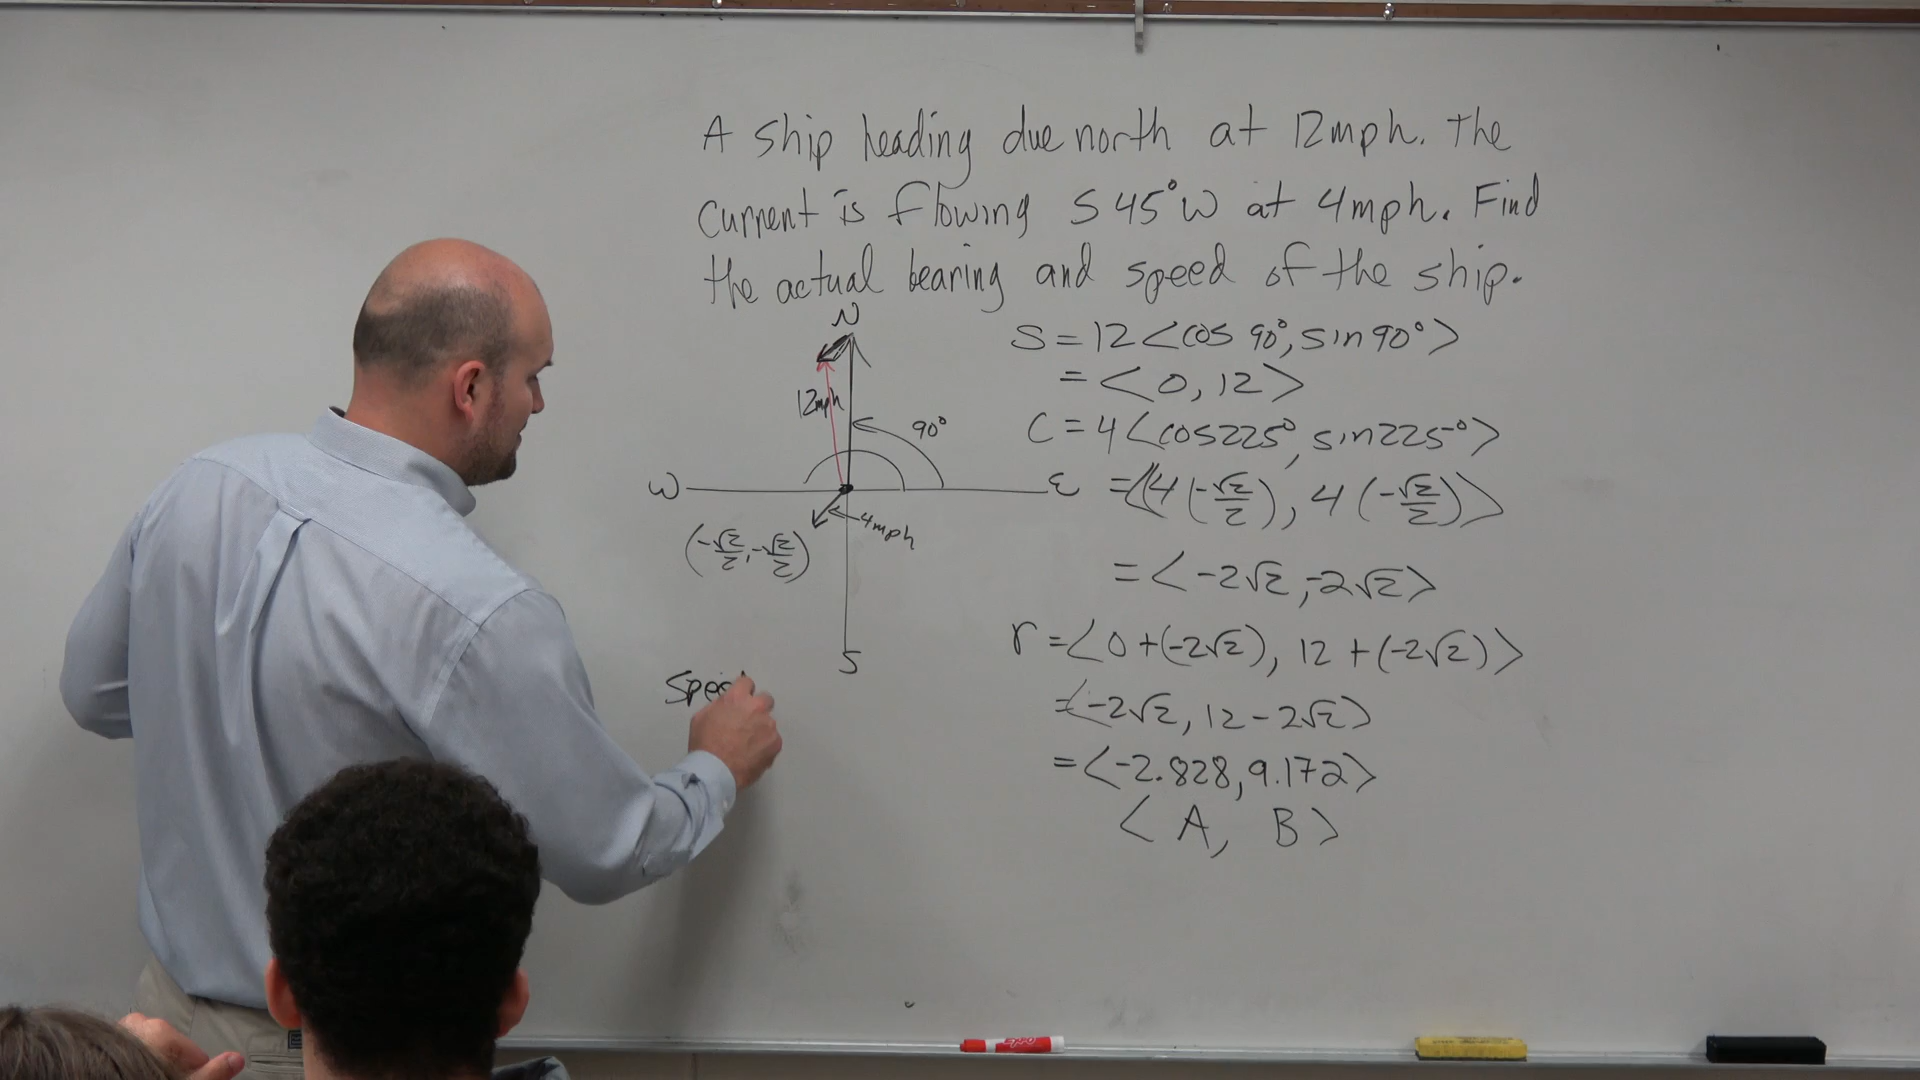 A ship heading due north at 12mph. The
current is flowing S 45° W at 4mph. Find
the actual bearing and speed of the ship.
N
12mph
90°
W
E
4mph
(-√2/2, -√2/2)
S
Spee
S = 12<cos 90°, sin 90°>
= < 0, 12 >
C = 4<cos225°, sin225°>
= <4(-√2/2), 4(-√2/2)>
= <-2√2, -2√2>
r = <0+(-2√2), 12+(-2√2)>
= <-2√2, 12-2√2>
= <-2.828, 9.172>
< A, B >